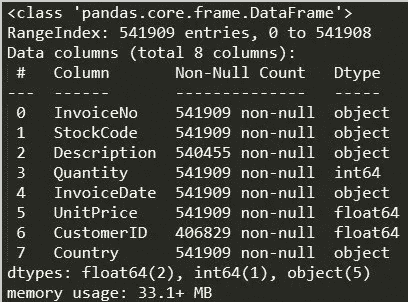 <class 'pandas.core.frame.DataFrame'>
RangeIndex: 541909 entries, 0 to 541908
Data columns (total 8 columns):
 #   Column       Non-Null Count   Dtype
---  ------       --------------   -----
 0   InvoiceNo    541909 non-null  object
 1   StockCode    541909 non-null  object
 2   Description  540455 non-null  object
 3   Quantity     541909 non-null  int64
 4   InvoiceDate  541909 non-null  object
 5   UnitPrice    541909 non-null  float64
 6   CustomerID   406829 non-null  float64
 7   Country      541909 non-null  object
dtypes: float64(2), int64(1), object(5)
memory usage: 33.1+ MB